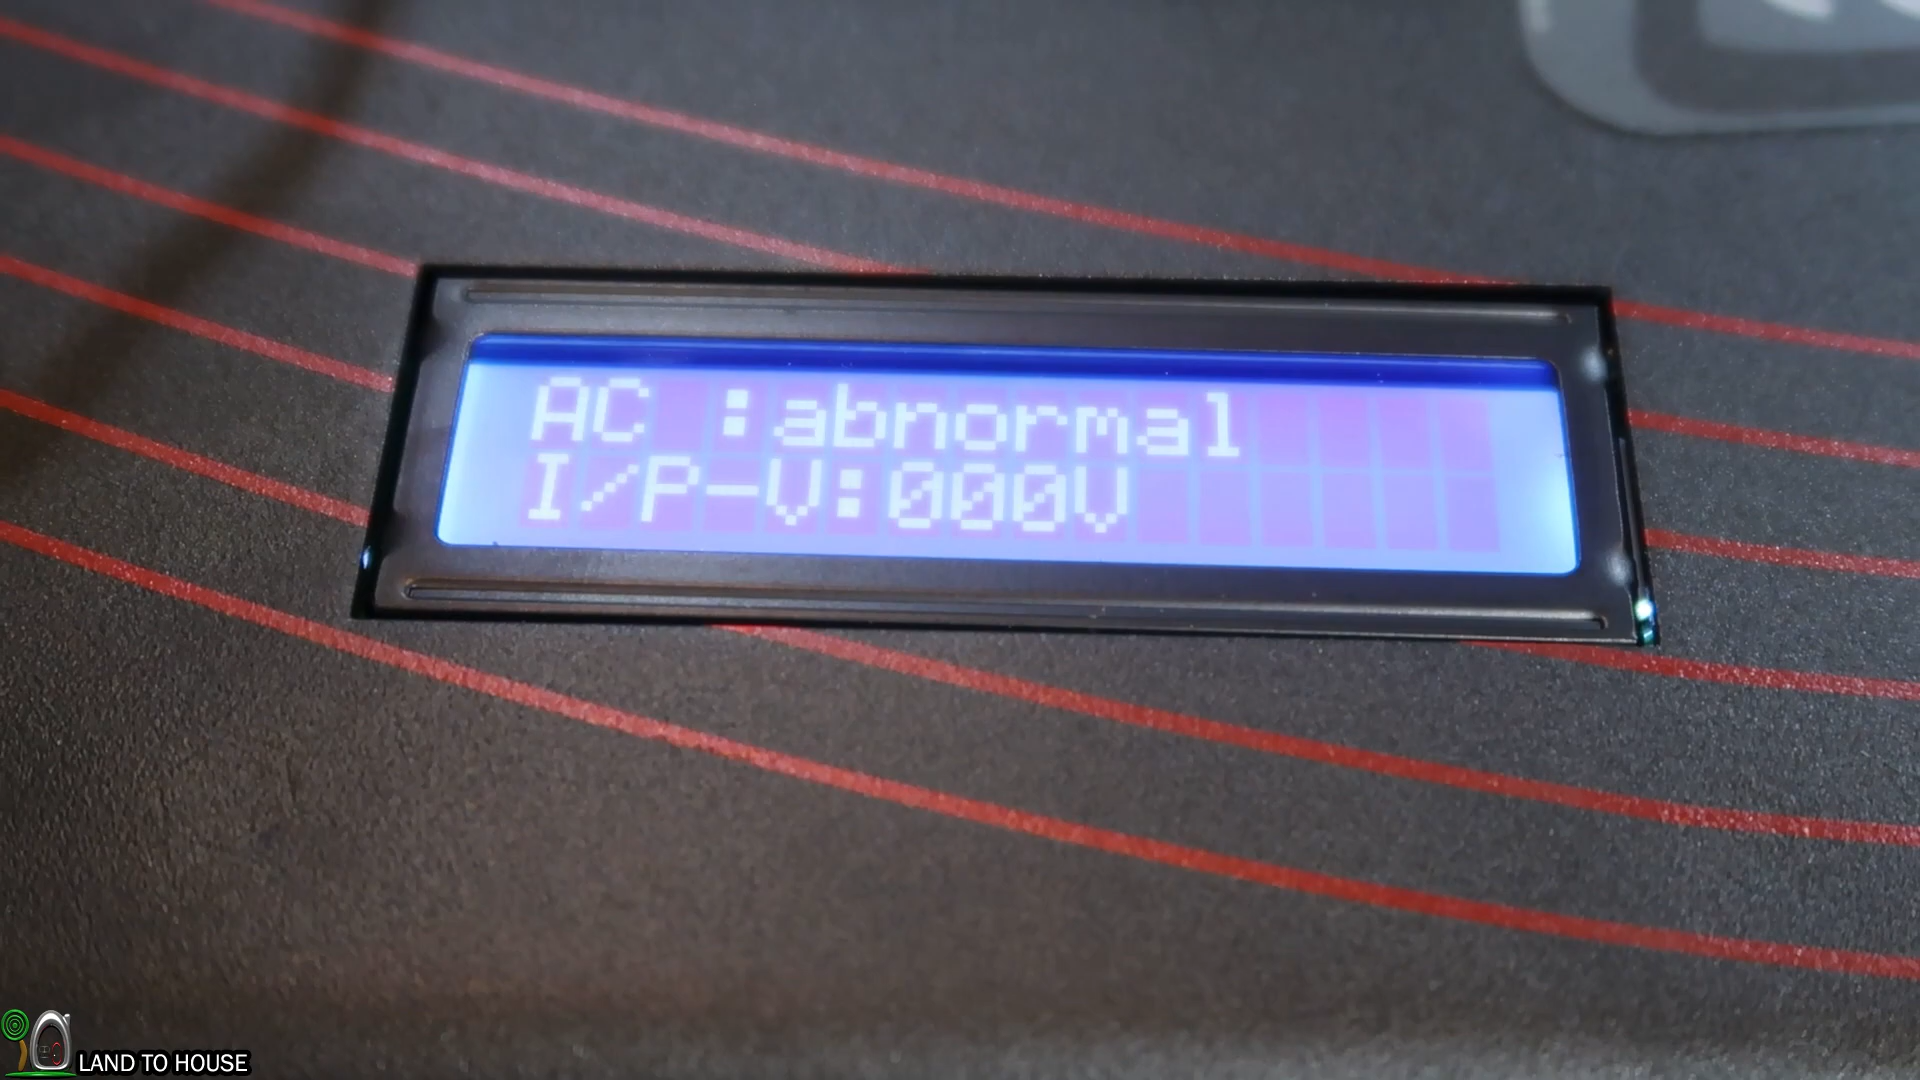 AC :abnormal
I/P-V:000V
LAND TO HOUSE